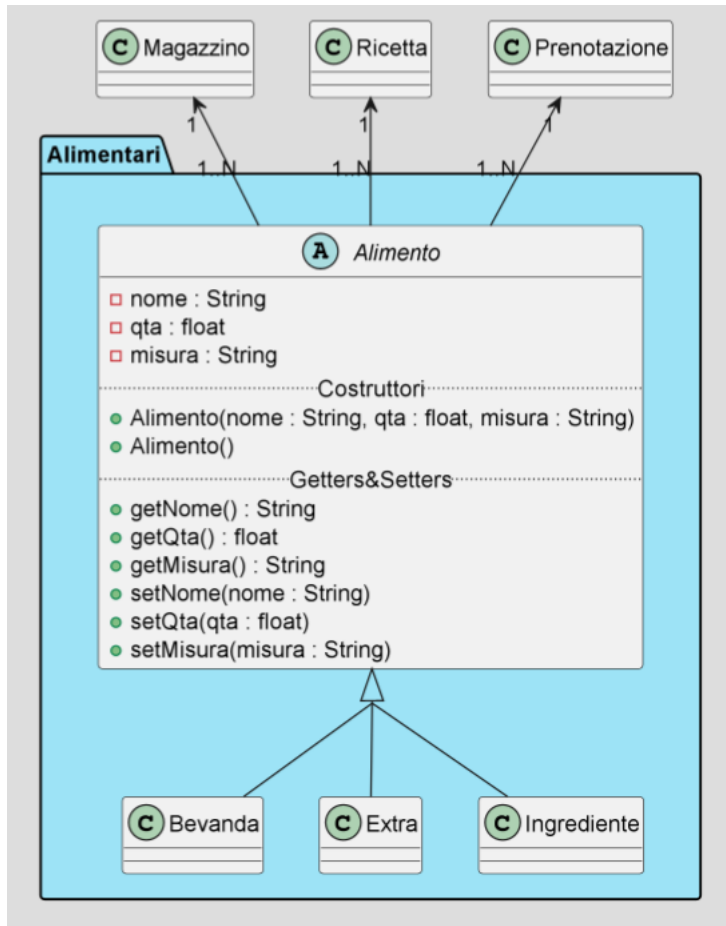 C Magazzino
C Ricetta
C Prenotazione
1
1
1
Alimentari
1..N
1..N
1..N
A Alimento
nome : String
qta : float
misura : String
Costruttori
Alimento(nome : String, qta : float, misura : String)
Alimento()
Getters&Setters
getNome() : String
getQta() : float
getMisura() : String
setNome(nome : String)
setQta(qta : float)
setMisura(misura : String)
C Bevanda
C Extra
C Ingrediente